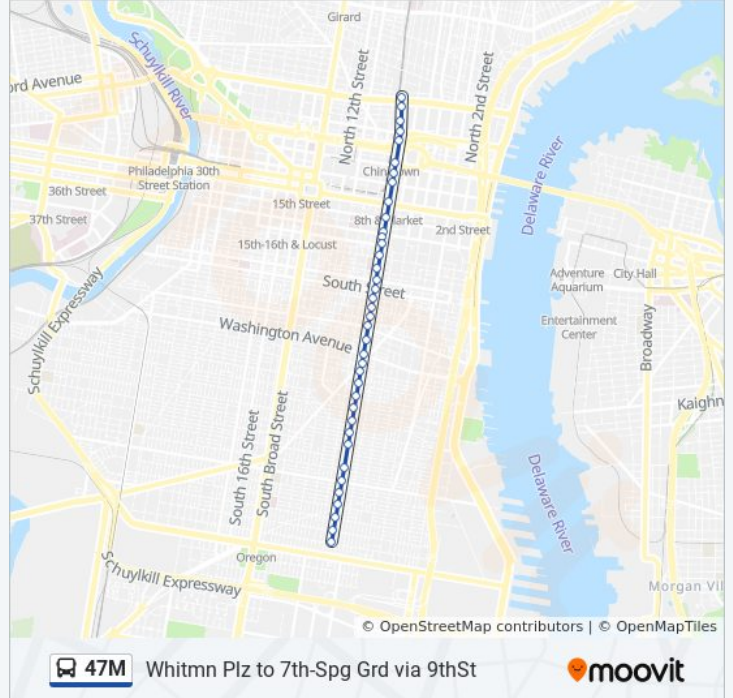 Girard
Schuylkill River
ord Avenue
North 12th Street
North 2nd Street
Delaware River
Philadelphia 30th
Street Station
36th Street
37th Street
15th Street
8th &
arket
2nd Street
15th-16th & Locust
South
Adventure
Aquarium
City Hall
Entertainment
Center
Broadway
Washington Avenue
Schuylkill Expressway
Kaighn
South 16th Street
South Broad Street
Delaware River
Oregon
Schuylkill Expressway
Morgan Vil
© OpenStreetMap contributors | © OpenMapTiles
47M Whitmn Plz to 7th-Spg Grd via 9thSt
moovit